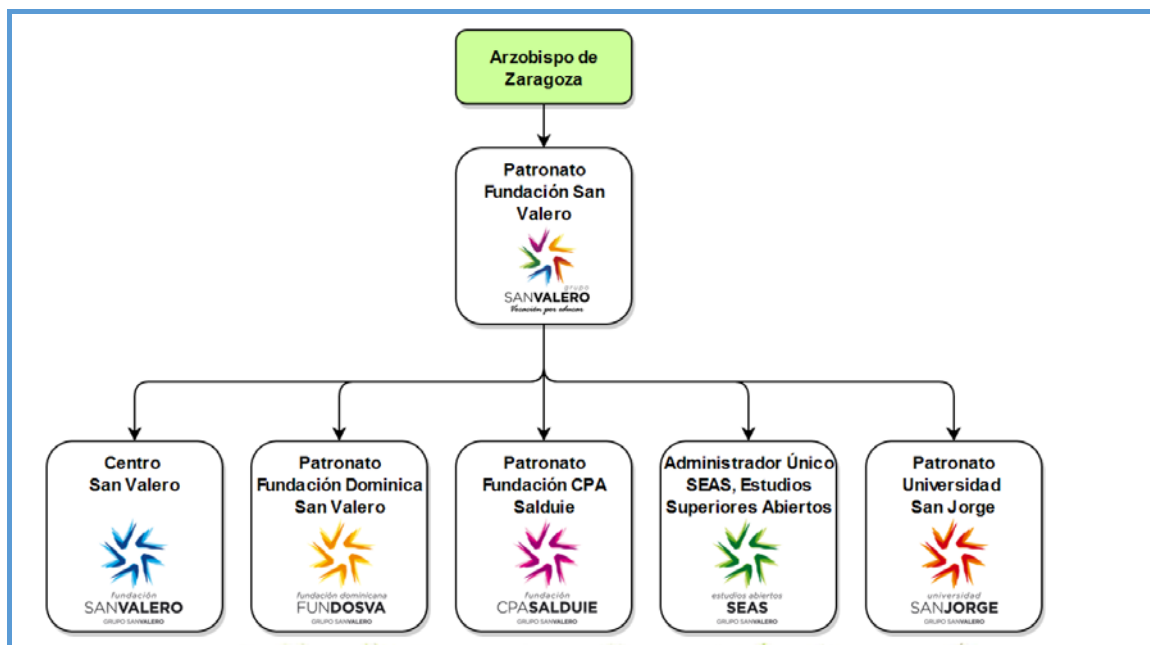 Arzobispo de
Zaragoza
Patronato
Fundación San
Valero
grupo
SANVALERO
Vocación por educar
Centro
San Valero
fundación
SANVALERO
GRUPO SANVALERO
Patronato
Fundación Dominica
San Valero
fundación dominicana
FUNDOSVA
GRUPO SANVALERO
Patronato
Fundación CPA
Salduie
fundación
CPASALDUIE
GRUPO SANVALERO
Administrador Único
SEAS, Estudios
Superiores Abiertos
estudios abiertos
SEAS
GRUPO SANVALERO
Patronato
Universidad
San Jorge
universidad
SANJORGE
GRUPO SANVALERO